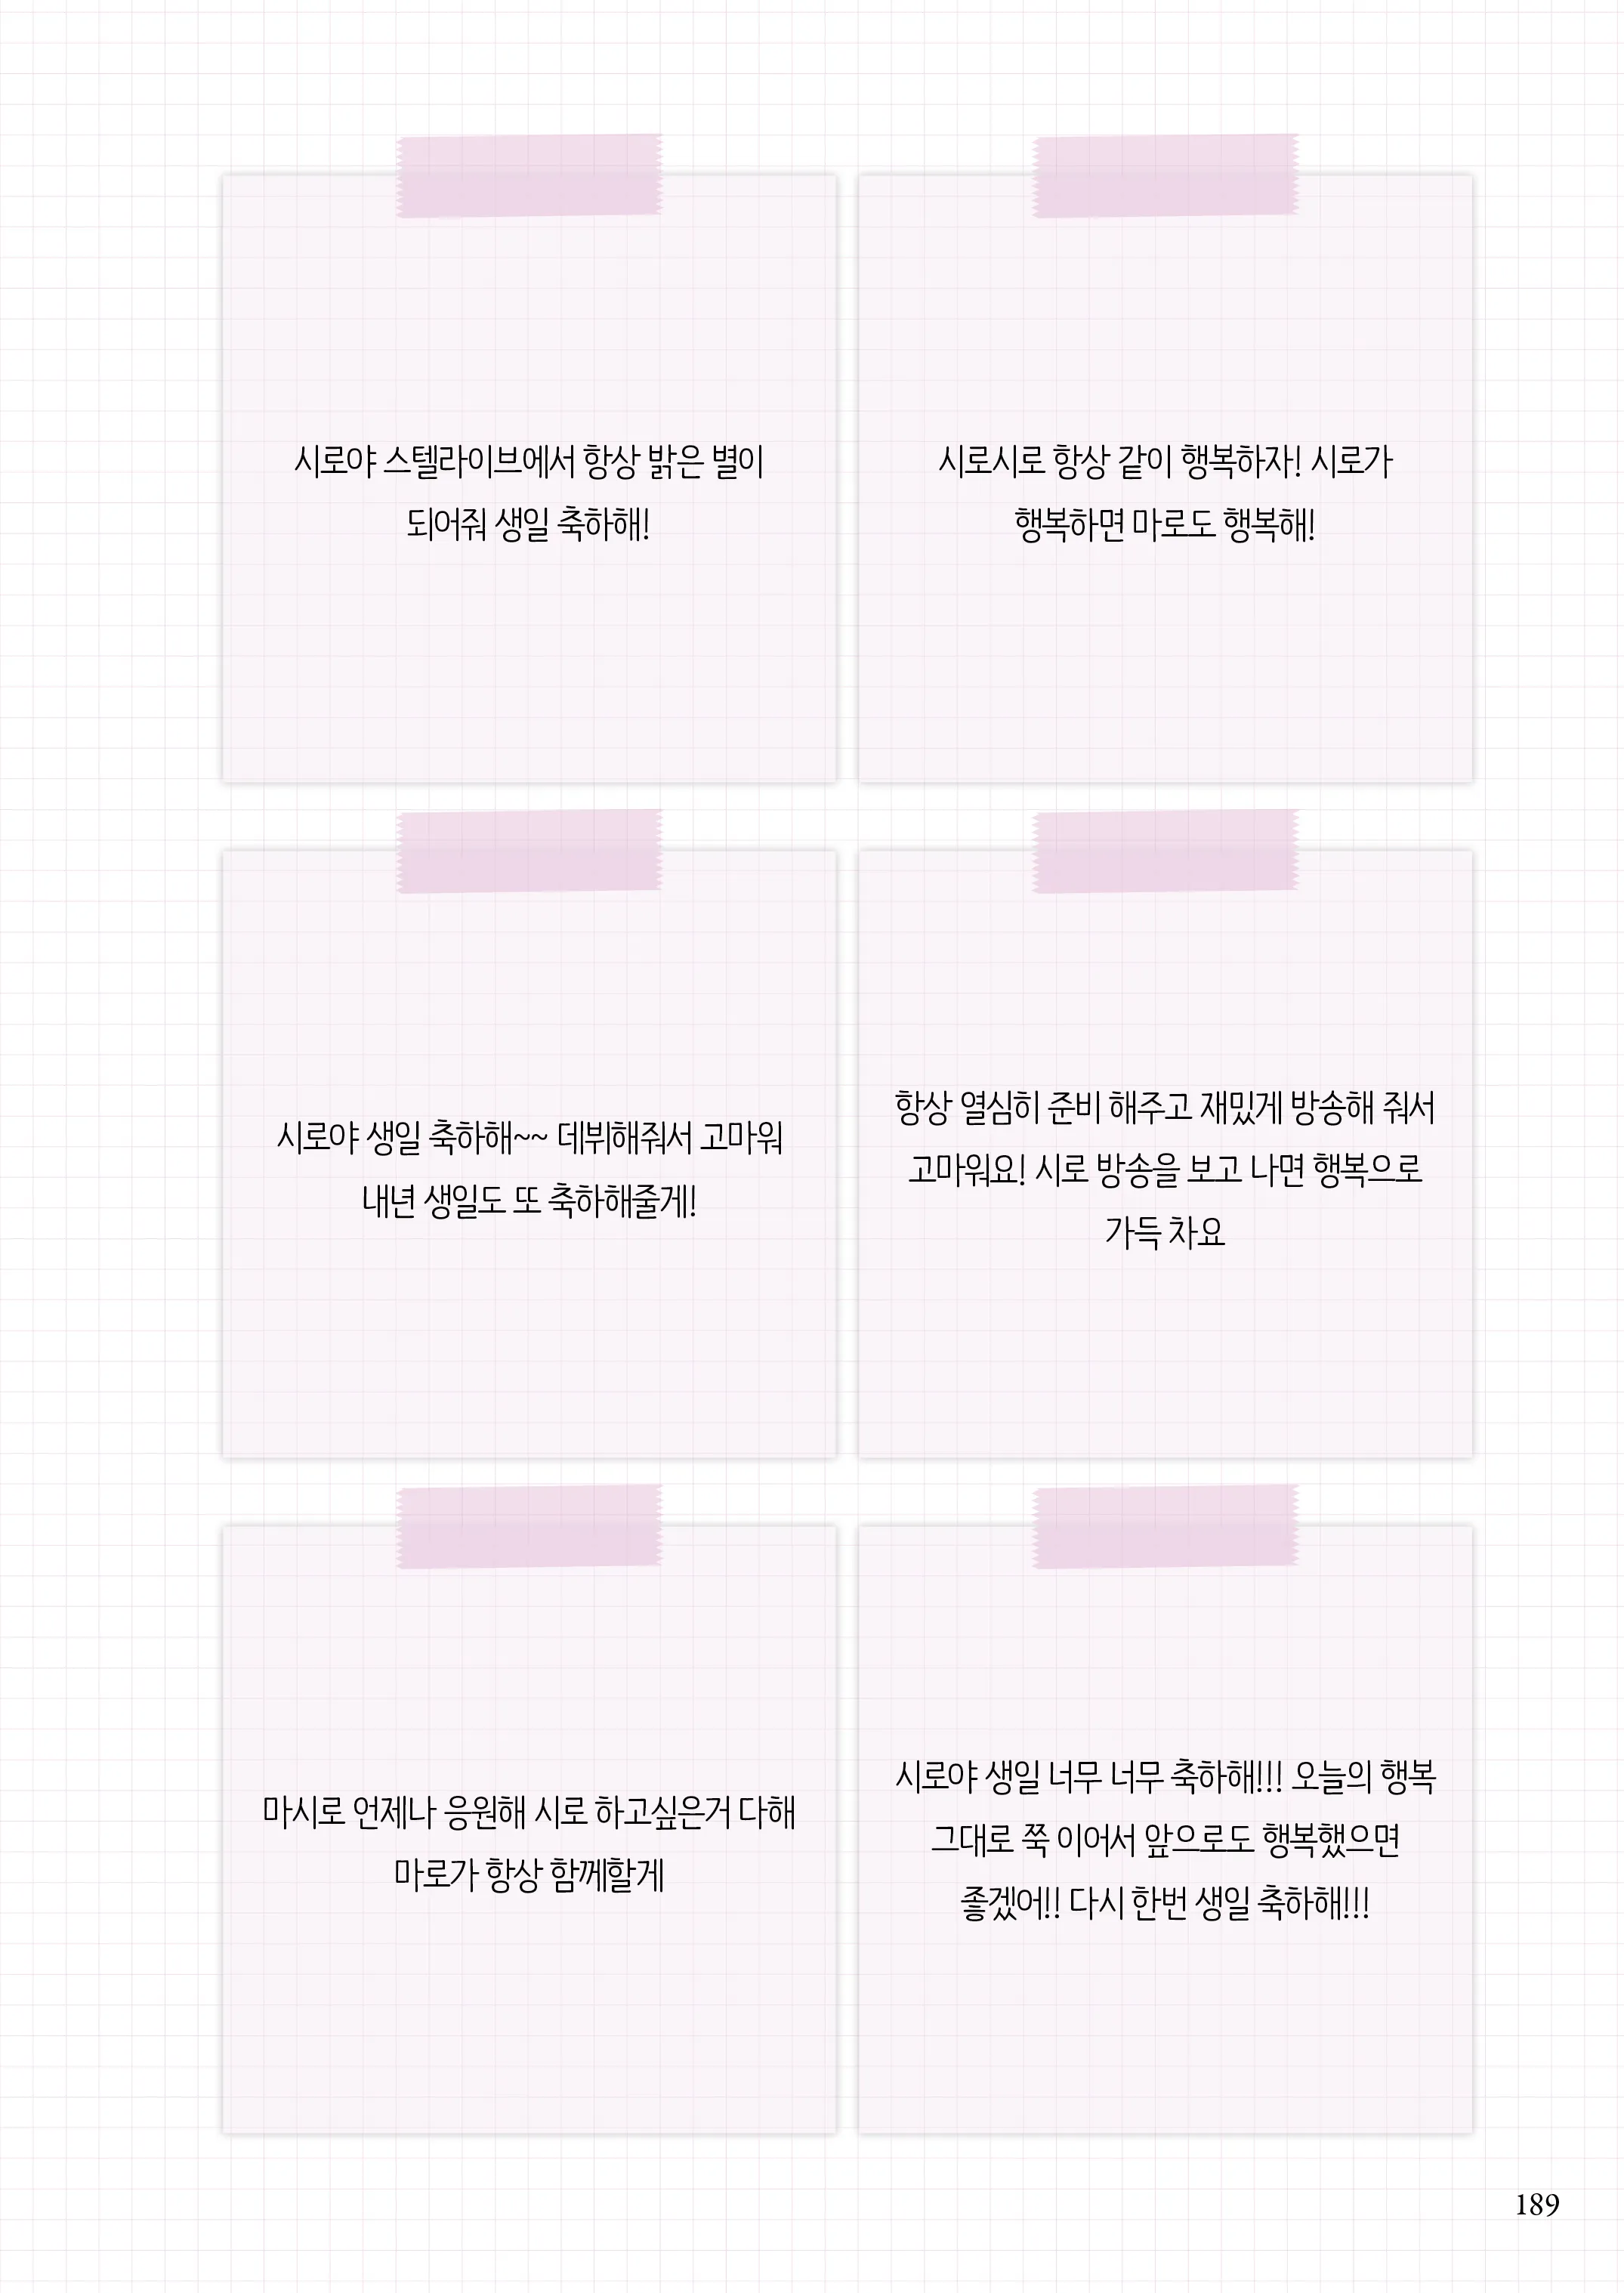 시로야 스텔라이브에서 항상 밝은 별이
되어줘 생일 축하해!
시로시로 항상 같이 행복하자! 시로가
행복하면 마로도 행복해!
시로야 생일 축하해~~ 데뷔해줘서 고마워
내년 생일도 또 축하해줄게!
항상 열심히 준비 해주고 재밌게 방송해 줘서
고마워요! 시로 방송을 보고 나면 행복으로
가득 차요
마시로 언제나 응원해 시로 하고싶은거 다해
마로가 항상 함께할게
시로야 생일 너무 너무 축하해!!! 오늘의 행복
그대로 쭉 이어서 앞으로도 행복했으면
좋겠어!! 다시 한번 생일 축하해!!!
189